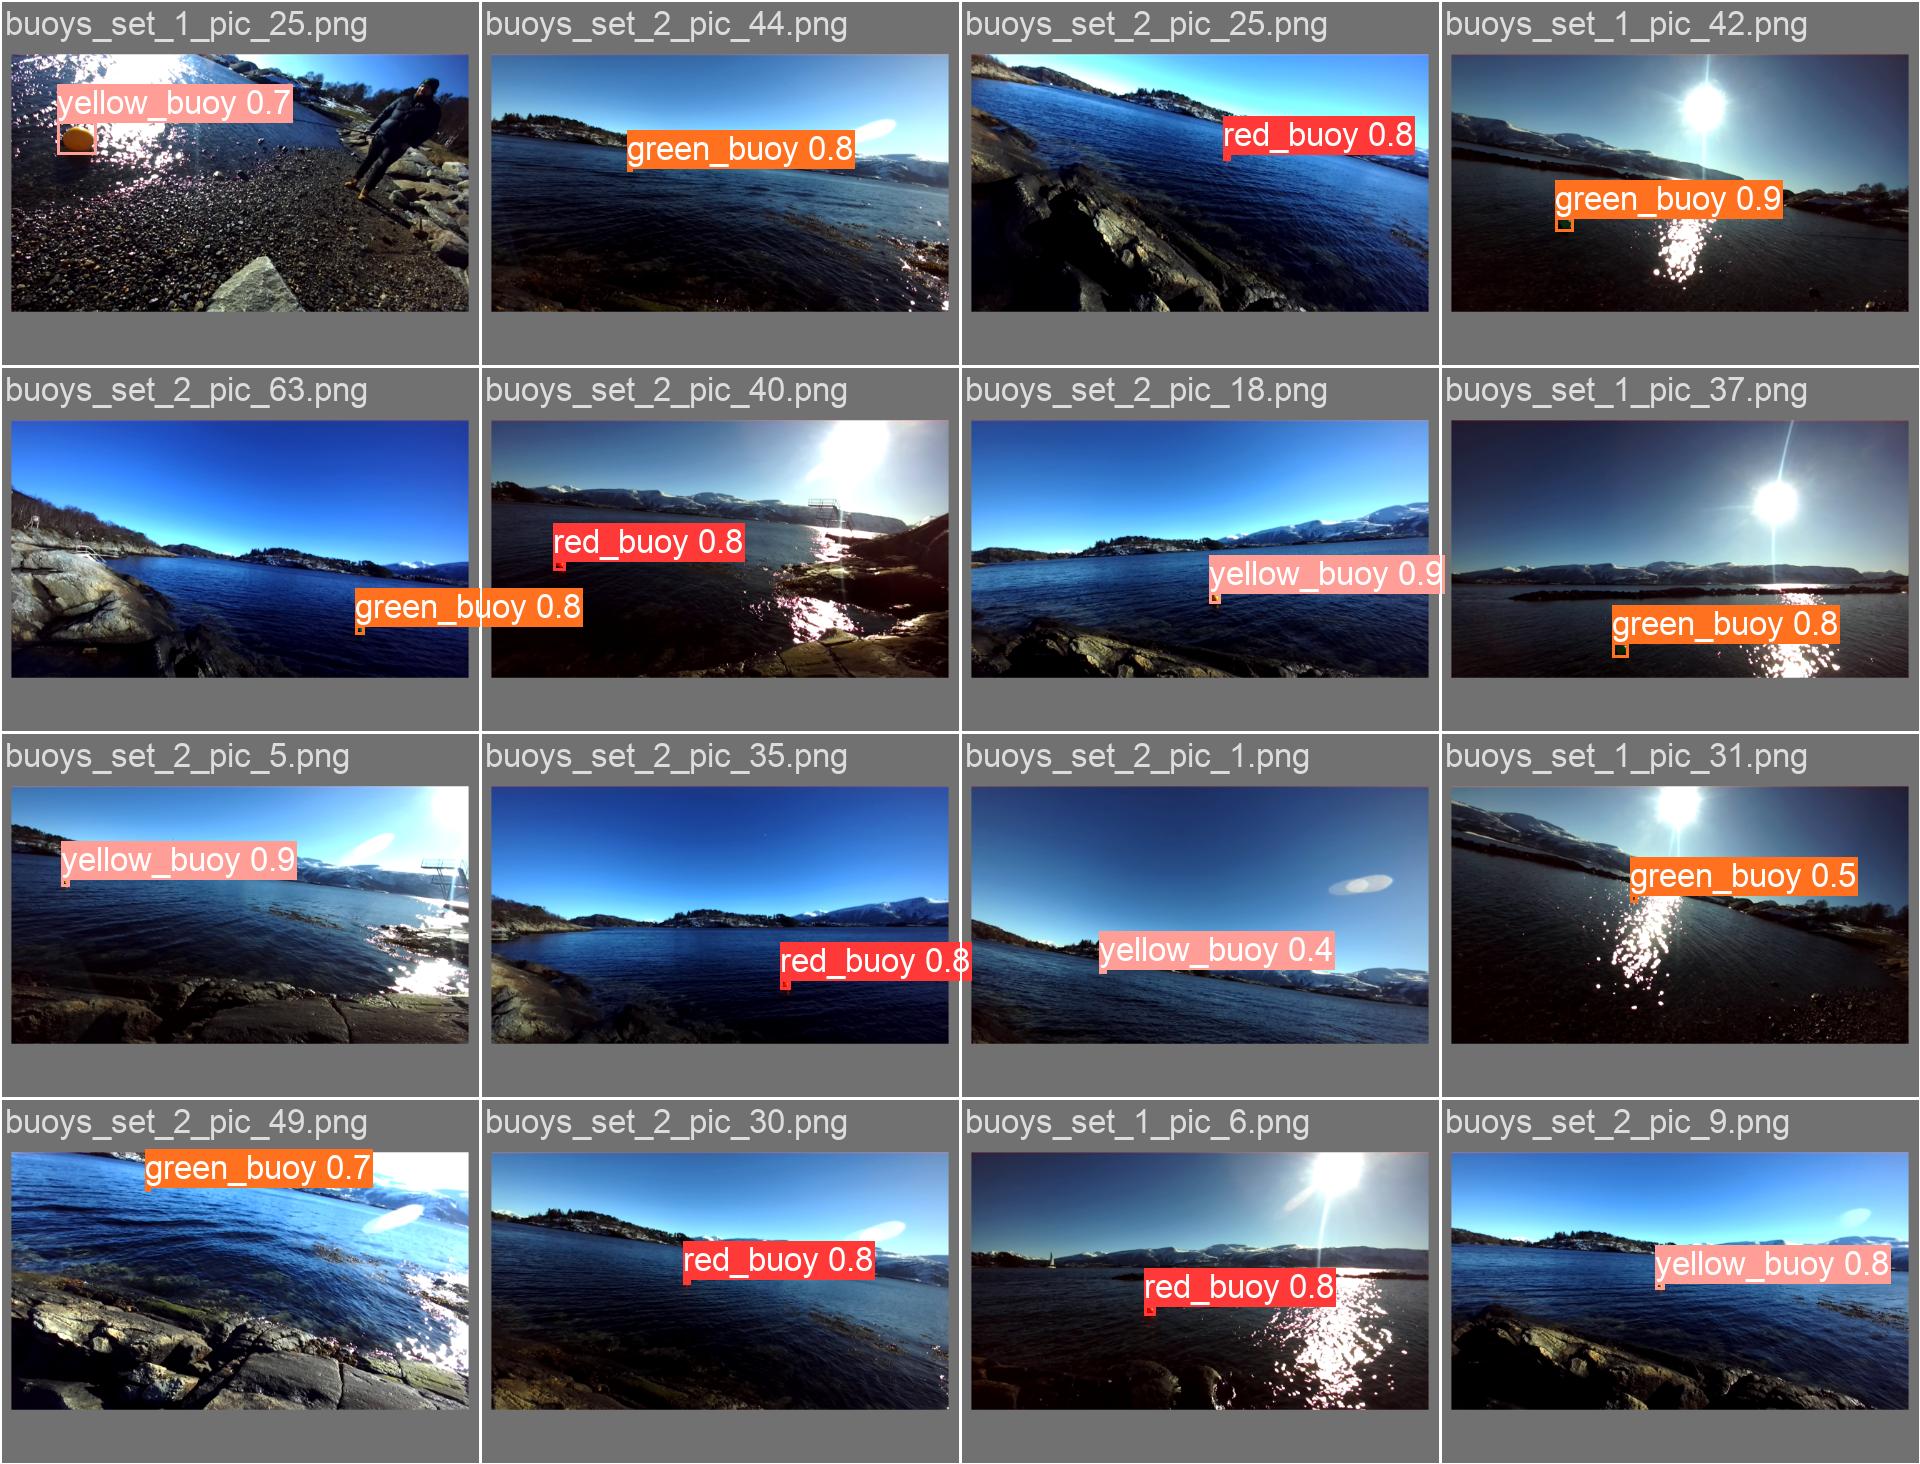 buoys_set_1_pic_25.png
yellow_buoy 0.7
buoys_set_2_pic_44.png
green_buoy 0.8
buoys_set_2_pic_25.png
red_buoy 0.8
buoys_set_1_pic_42.png
green_buoy 0.9
buoys_set_2_pic_63.png
green_buoy 0.8
buoys_set_2_pic_40.png
red_buoy 0.8
buoys_set_2_pic_18.png
yellow_buoy 0.9
buoys_set_1_pic_37.png
green_buoy 0.8
buoys_set_2_pic_5.png
yellow_buoy 0.9
buoys_set_2_pic_35.png
red_buoy 0.8
buoys_set_2_pic_1.png
yellow_buoy 0.4
buoys_set_1_pic_31.png
green_buoy 0.5
buoys_set_2_pic_49.png
green_buoy 0.7
buoys_set_2_pic_30.png
red_buoy 0.8
buoys_set_1_pic_6.png
red_buoy 0.8
buoys_set_2_pic_9.png
yellow_buoy 0.8